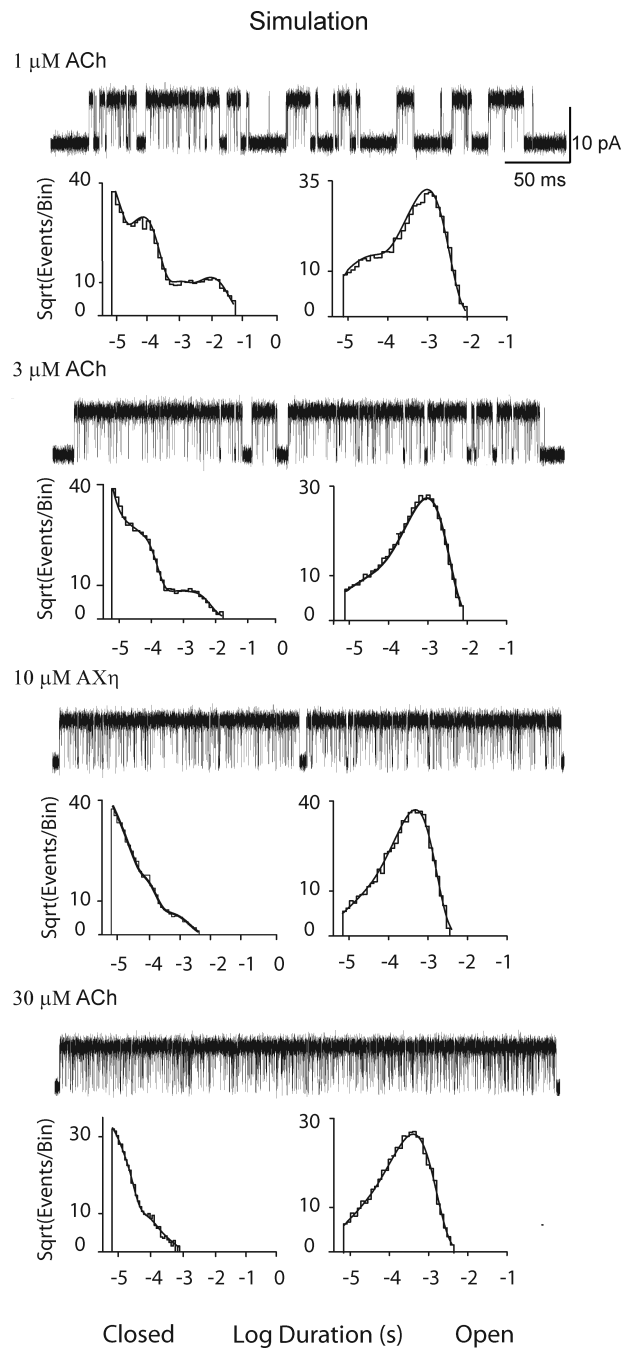 Simulation
1 μM ACh
10 pA
50 ms
Sqrt(Events/Bin)
40
10
0
-5 -4 -3 -2 -1 0
35
10
0
-5 -4 -3 -2 -1
3 μM ACh
Sqrt(Events/Bin)
40
10
0
-5 -4 -3 -2 -1 0
30
10
0
-5 -4 -3 -2 -1
10 μM AXη
Sqrt(Events/Bin)
40
10
0
-5 -4 -3 -2 -1 0
40
10
0
-5 -4 -3 -2 -1
30 μM ACh
Sqrt(Events/Bin)
30
10
0
-5 -4 -3 -2 -1 0
30
10
0
-5 -4 -3 -2 -1
Closed Log Duration (s) Open